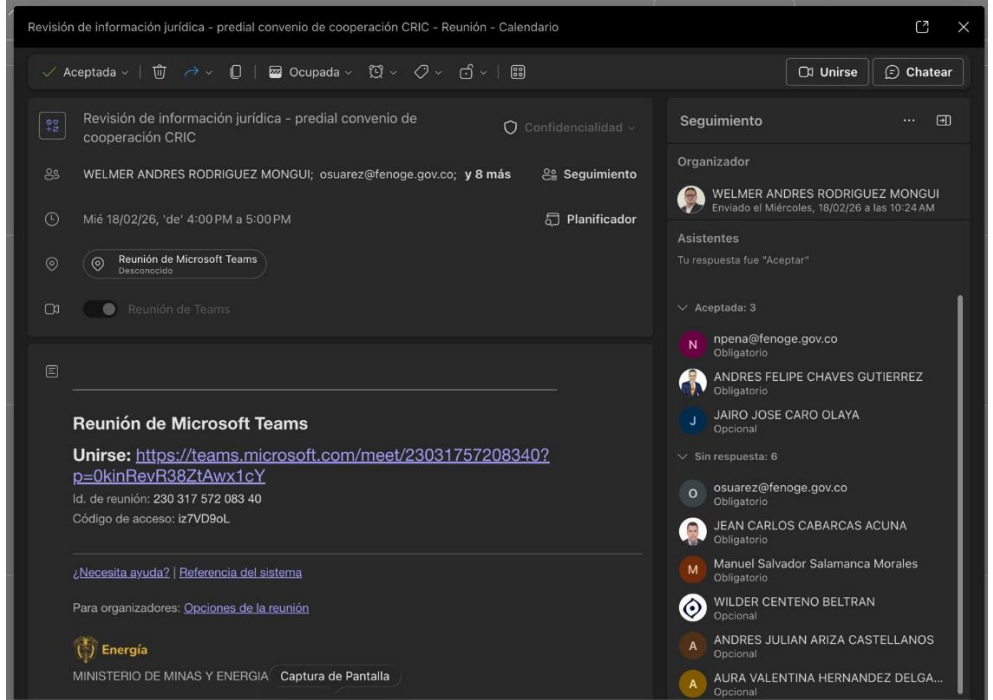 Revisión de información jurídica - predial convenio de cooperación CRIC - Reunión - Calendario
Aceptada
Ocupada
Unirse
Chatear
Revisión de información jurídica - predial convenio de
cooperación CRIC
Confidencialidad
WELMER ANDRES RODRIGUEZ MONGUI; osuarez@fenoge.gov.co; y 8 más
Seguimiento
Mié 18/02/26, 'de' 4:00 PM a 5:00 PM
Planificador
Reunión de Microsoft Teams
Desconocido
Reunión de Teams
Reunión de Microsoft Teams
Unirse: https://teams.microsoft.com/meet/23031757208340?
p=0kinRevR38ZtAwx1cY
Id. de reunión: 230 317 572 083 40
Código de acceso: iz7VD9oL
¿Necesita ayuda? | Referencia del sistema
Para organizadores: Opciones de la reunión
Energía
MINISTERIO DE MINAS Y ENERGIA
Captura de Pantalla
Seguimiento
Organizador
WELMER ANDRES RODRIGUEZ MONGUI
Enviado el Miércoles, 18/02/26 a las 10:24 AM
Asistentes
Tu respuesta fue "Aceptar"
Aceptada: 3
N
npena@fenoge.gov.co
Obligatorio
ANDRES FELIPE CHAVES GUTIERREZ
Obligatorio
J
JAIRO JOSE CARO OLAYA
Opcional
Sin respuesta: 6
O
osuarez@fenoge.gov.co
Obligatorio
JEAN CARLOS CABARCAS ACUNA
Obligatorio
M
Manuel Salvador Salamanca Morales
Obligatorio
WILDER CENTENO BELTRAN
Opcional
A
ANDRES JULIAN ARIZA CASTELLANOS
Opcional
A
AURA VALENTINA HERNANDEZ DELGA...
Opcional